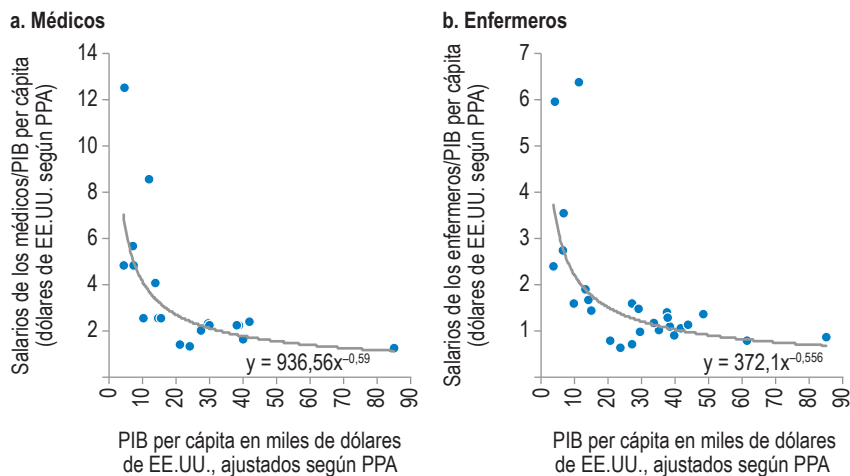 a. Médicos
Salarios de los médicos/PIB per cápita
(dólares de EE.UU. según PPA)
14
12
10
8
6
4
2
y = 936,56x–0,59
0
10
20
30
40
50
60
70
80
90
PIB per cápita en miles de dólares
de EE.UU., ajustados según PPA
b. Enfermeros
Salarios de los enfermeros/PIB per cápita
(dólares de EE.UU. según PPA)
7
6
5
4
3
2
1
0
y = 372,1x–0,556
0
10
20
30
40
50
60
70
80
90
PIB per cápita en miles de dólares
de EE.UU., ajustados según PPA